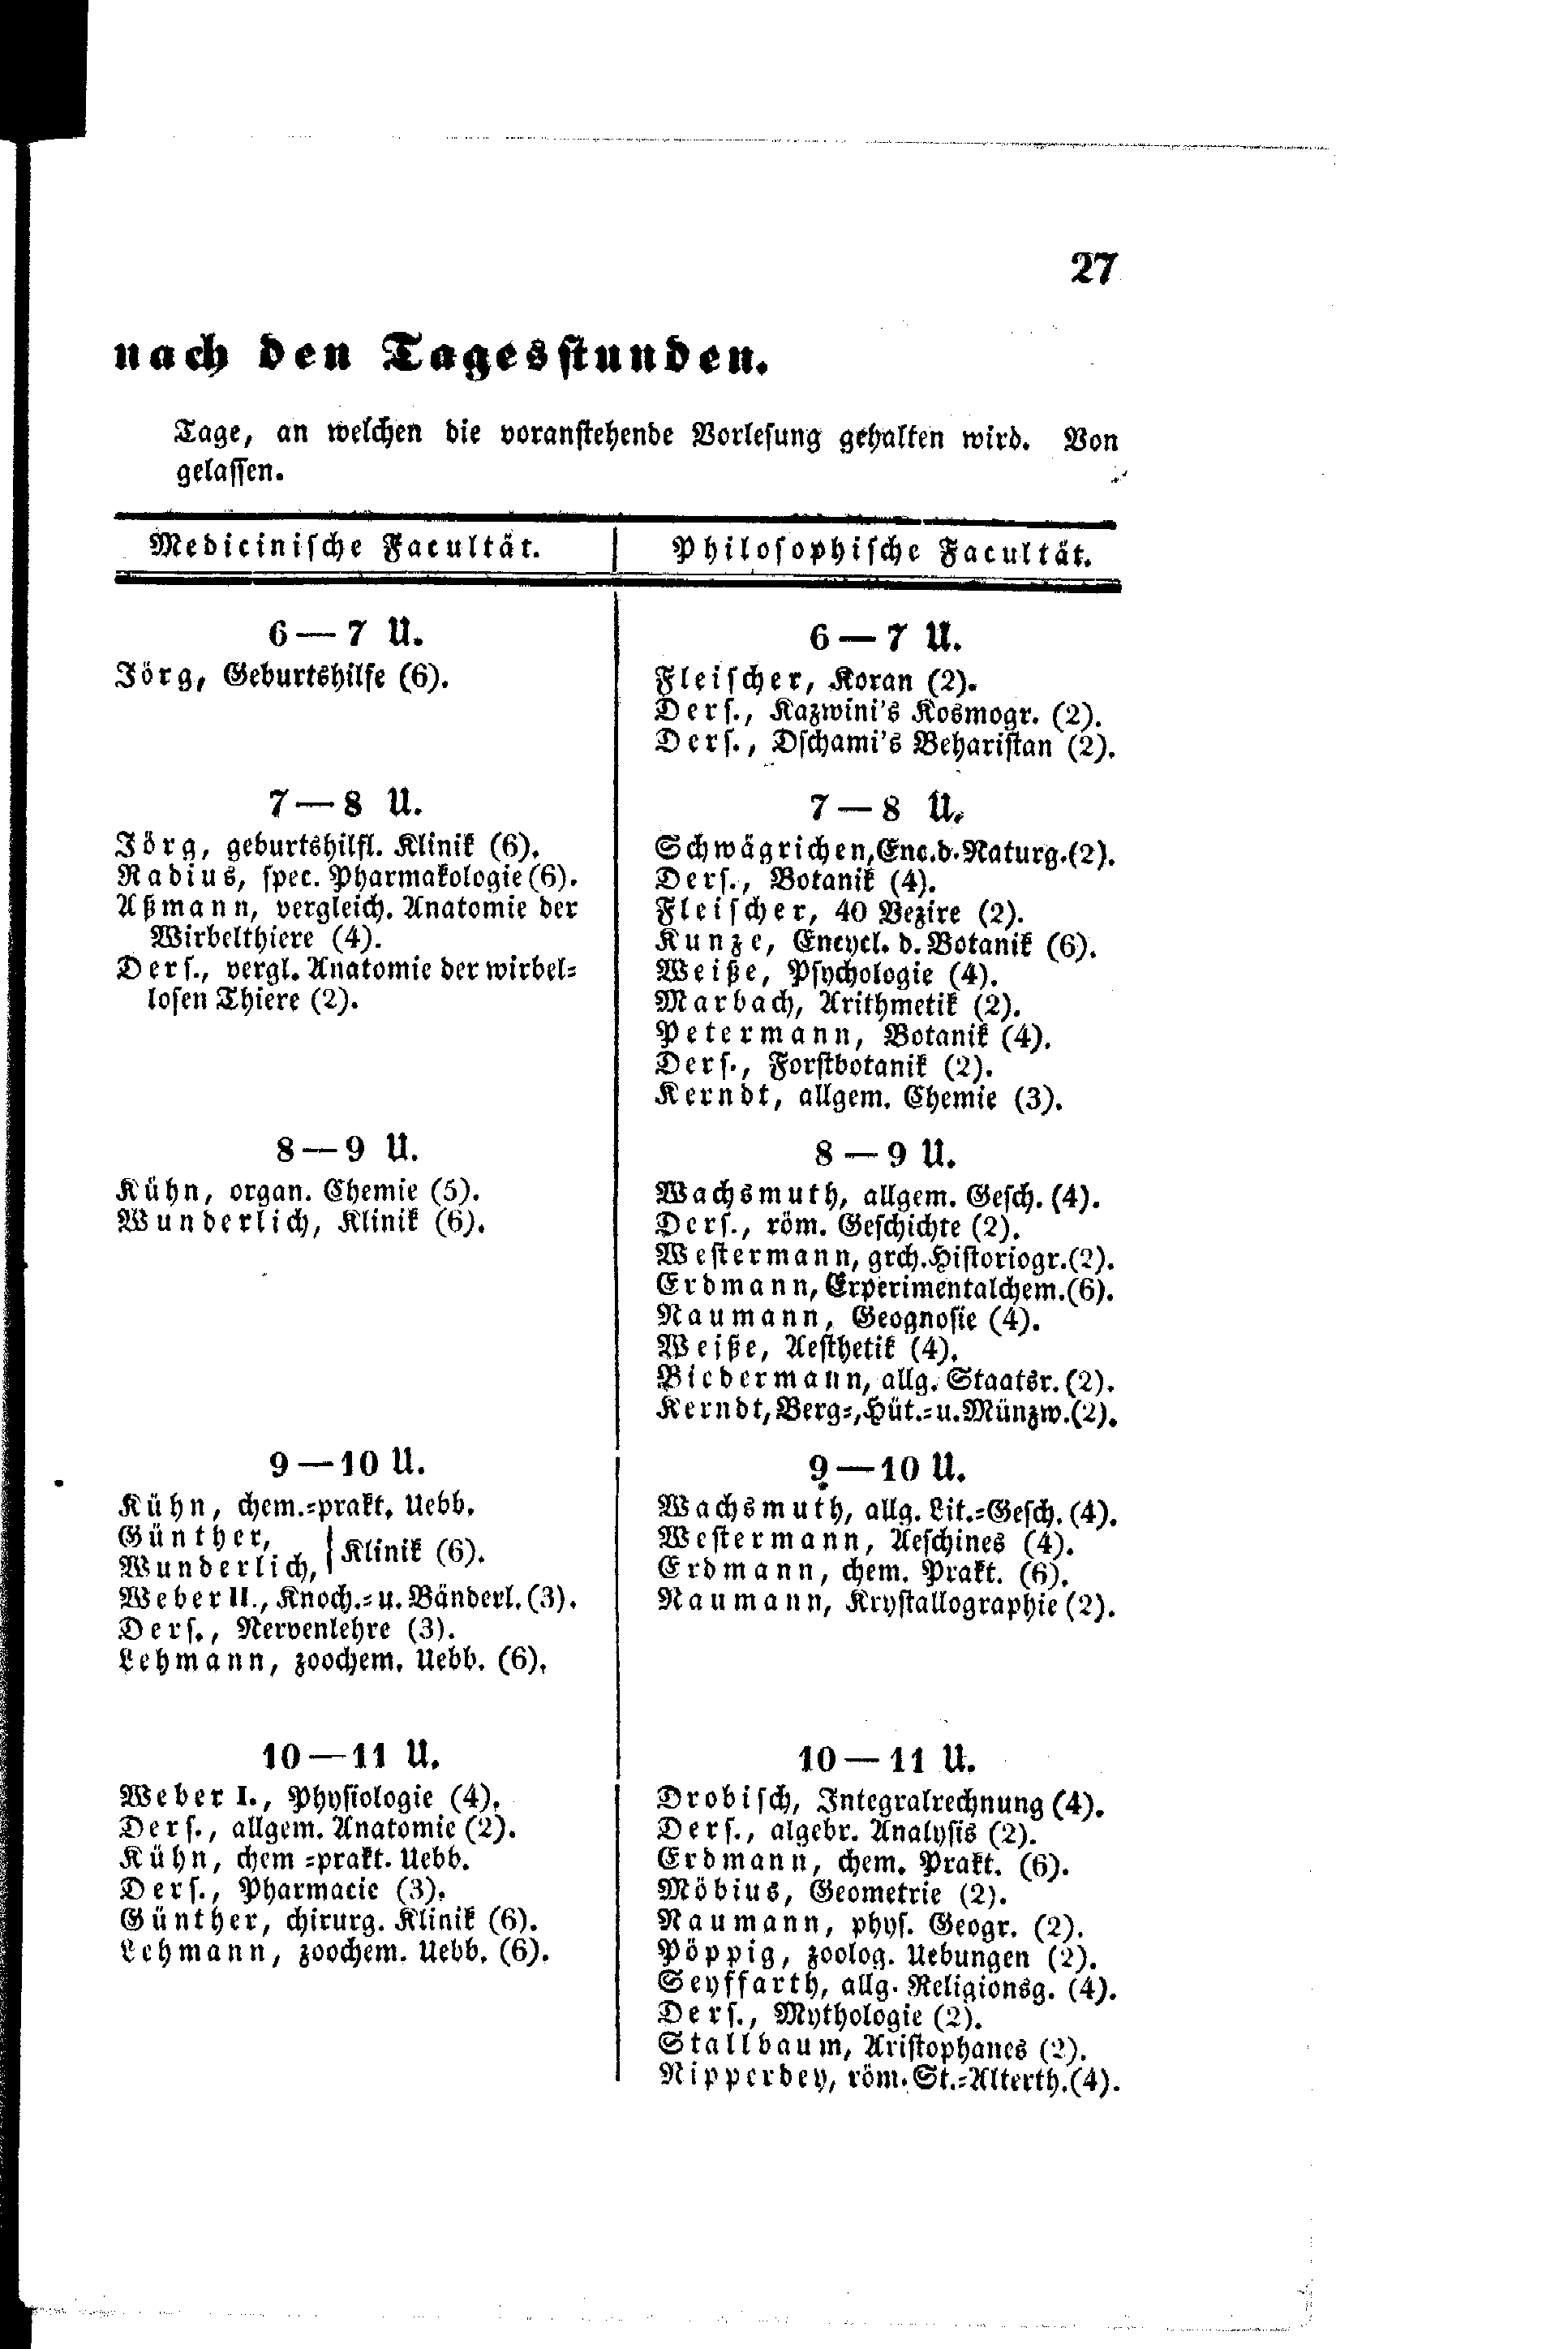 27
nach den Tagesstunden.
Tage, an welchen die voranstehende Vorlesung gehalten wird. Von
gelassen.
Medicinische Facultät.
6—7 U.
Jörg, Geburtshilfe (6).
7—8 U.
Jörg, geburtshilfl. Klinik (6).
Radius, spec. Pharmakologie (6).
Aßmann, vergleich. Anatomie der
Wirbelthiere (4).
Ders., vergl. Anatomie der wirbel-
losen Thiere (2).
8—9 U.
Kühn, organ. Chemie (5).
Wunderlich, Klinik (6).
9—10 U.
Kühn, chem.-prakt. Uebb.
Günther,
Wunderlich, } Klinik (6).
Weber II., Knoch.- u. Bänderl. (3).
Ders., Nervenlehre (3).
Lehmann, zoochem. Uebb. (6).
10—11 U.
Weber I., Physiologie (4).
Ders., allgem. Anatomie (2).
Kühn, chem-prakt. Uebb.
Ders., Pharmacie (3).
Günther, chirurg. Klinik (6).
Lehmann, zoochem. Uebb. (6).
Philosophische Facultät.
6—7 U.
Fleischer, Koran (2).
Ders., Kazwini's Kosmogr. (2).
Ders., Dschami's Beharistan (2).
7—8 U.
Schwägrichen, Enc. d. Naturg. (2).
Ders., Botanik (4).
Fleischer, 40 Vezire (2).
Kunze, Encycl. d. Botanik (6).
Weiße, Psychologie (4).
Marbach, Arithmetik (2).
Petermann, Botanik (4).
Ders., Forstbotanik (2).
Kerndt, allgem. Chemie (3).
8—9 U.
Wachsmuth, allgem. Gesch. (4).
Ders., röm. Geschichte (2).
Westermann, grch. Historiogr. (2).
Erdmann, Experimentalchem. (6).
Naumann, Geognosie (4).
Weiße, Aesthetik (4).
Biedermann, allg. Staatsr. (2).
Kerndt, Berg-, Hüt.- u. Münzw. (2).
9—10 U.
Wachsmuth, allg. Lit.-Gesch. (4).
Westermann, Aeschines (4).
Erdmann, chem. Prakt. (6).
Naumann, Krystallographie (2).
10—11 U.
Drobisch, Integralrechnung (4).
Ders., algebr. Analysis (2).
Erdmann, chem. Prakt. (6).
Möbius, Geometrie (2).
Naumann, phys. Geogr. (2).
Pöppig, zoolog. Uebungen (2).
Seyffarth, allg. Religionsg. (4).
Ders., Mythologie (2).
Stallbaum, Aristophanes (2).
Nipperdey, röm. St.-Alterth. (4).